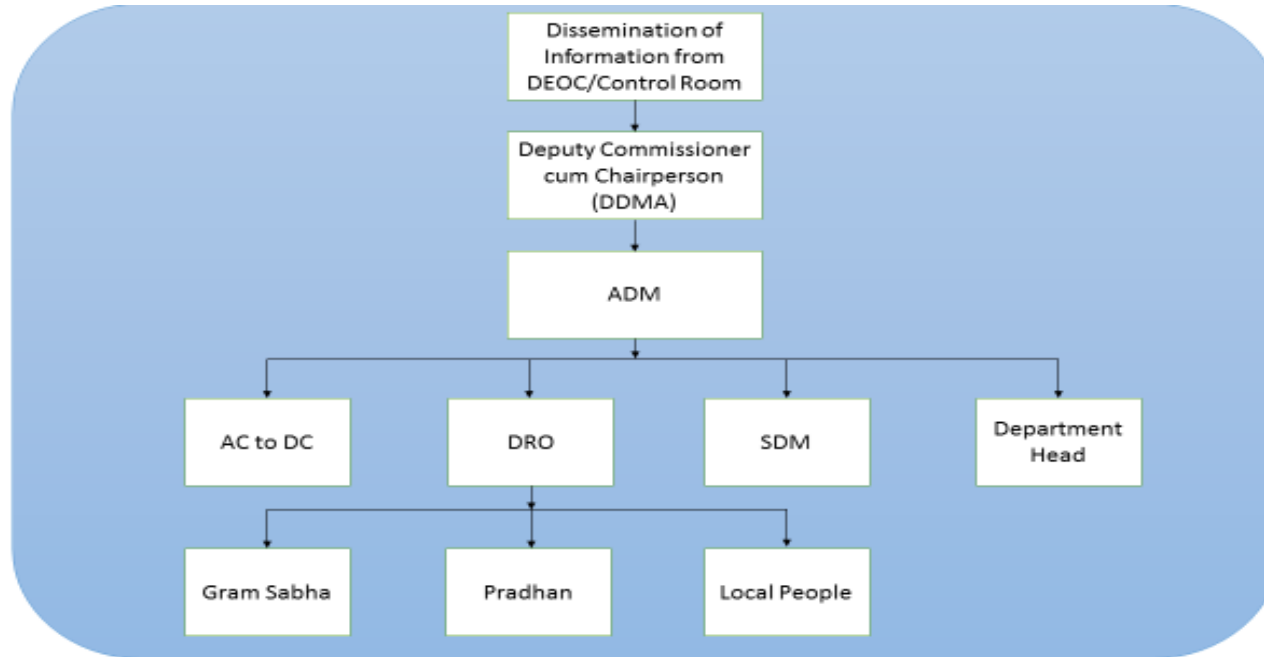 Dissemination of
Information from
DEOC/Control Room
Deputy Commissioner
cum Chairperson
(DDMA)
ADM
AC to DC
DRO
SDM
Department
Head
Gram Sabha
Pradhan
Local People